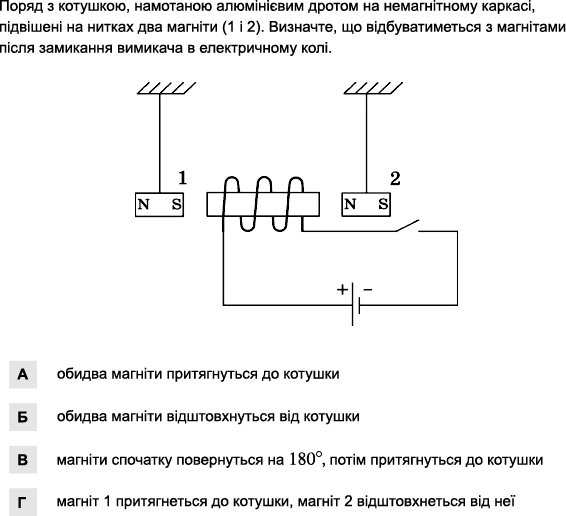 Поряд з котушкою, намотаною алюмінієвим дротом на немагнітному каркасі,
підвішені на нитках два магніти (1 і 2). Визначте, що відбуватиметься з магнітами
після замикання вимикача в електричному колі.
1 2
N S N S
+ −
А обидва магніти притягнуться до котушки
Б обидва магніти відштовхнуться від котушки
В магніти спочатку повернуться на 180°, потім притягнуться до котушки
Г магніт 1 притягнеться до котушки, магніт 2 відштовхнеться від неї